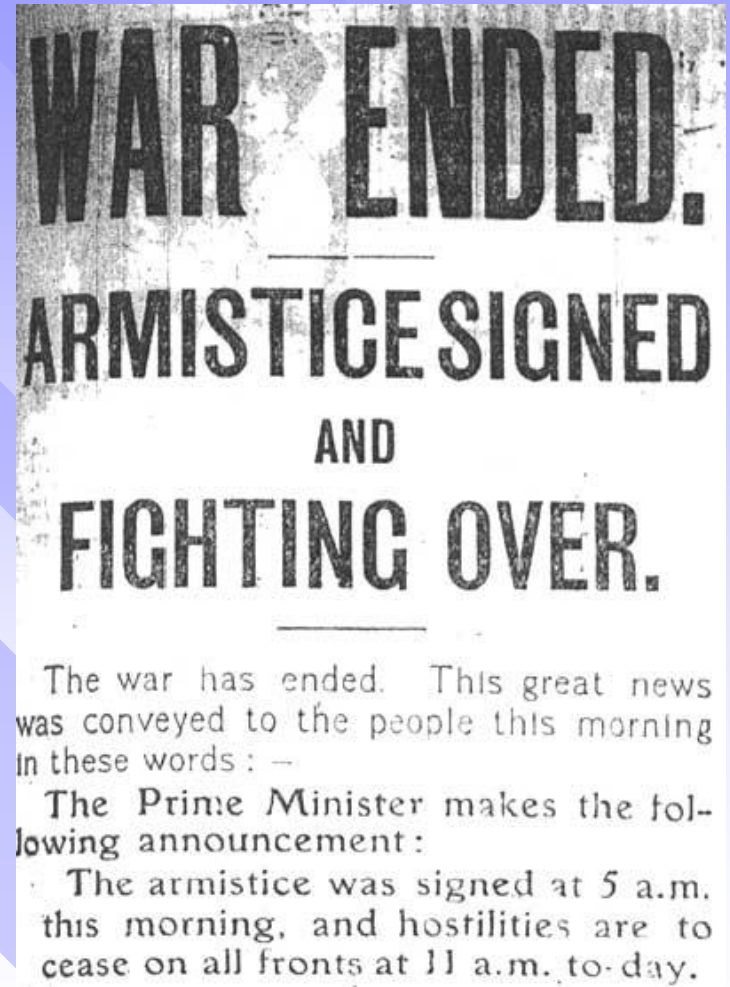 WAR ENDED.
ARMISTICE SIGNED
AND
FIGHTING OVER.
The war has ended. This great news
was conveyed to the people this morning
in these words : —
The Prime Minister makes the fol-
lowing announcement :
The armistice was signed at 5 a.m.
this morning, and hostilities are to
cease on all fronts at 11 a.m. to-day.